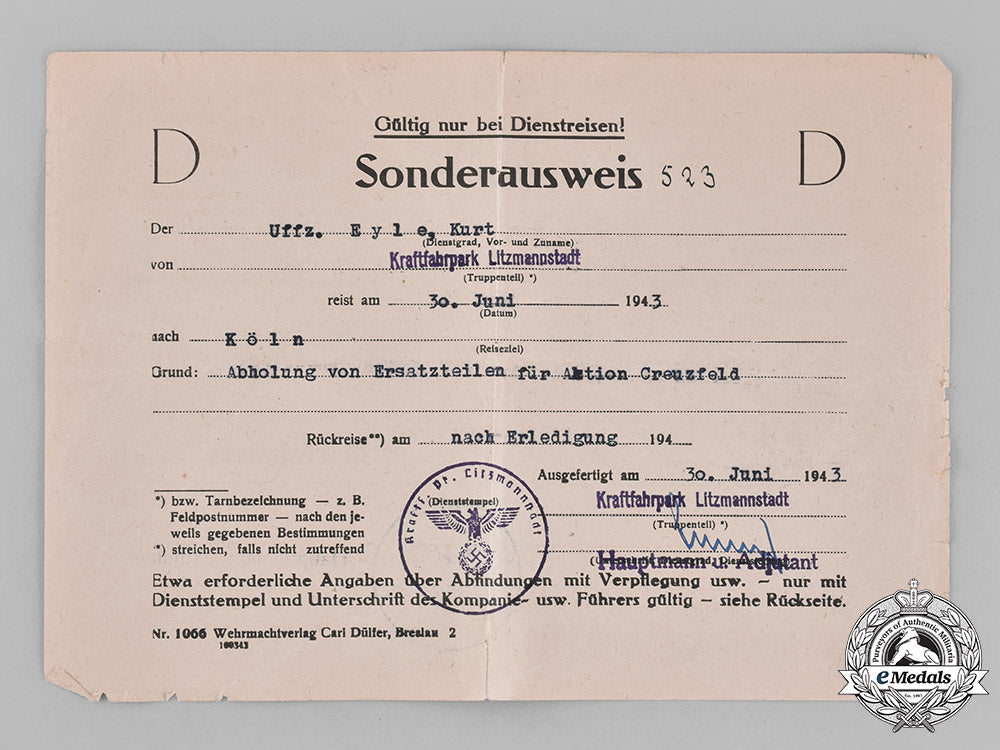 Gültig nur bei Dienstreisen!
D Sonderausweis 523 D
Der Uffz. E y l e, Kurt
(Dienstgrad, Vor- und Zuname)
von Kraftfahrpark Litzmannstadt
(Truppenteil) *)
reist am 30. Juni 1943
(Datum)
nach K ö l n
(Reiseziel)
Grund: Abholung von Ersatzteilen für Aktion Creuzfeld
Rückreise**) am nach Erledigung 194
Ausgefertigt am 30. Juni 1943
Kraftfahrpark Litzmannstadt
(Truppenteil) *)
Hauptmann u. Adjutant
*) bzw. Tarnbezeichnung — z. B.
Feldpostnummer — nach den je-
weils gegebenen Bestimmungen
*) streichen, falls nicht zutreffend
(Dienststempel)
Litzmannstadt
Etwa erforderliche Angaben über Abfindungen mit Verpflegung usw. – nur mit
Dienststempel und Unterschrift des Kompanie- usw. Führers gültig – siehe Rückseite.
Nr. 1066 Wehrmachtverlag Carl Dülfer, Breslau 2
100343
Purveyors of Authentic Militaria
eMedals